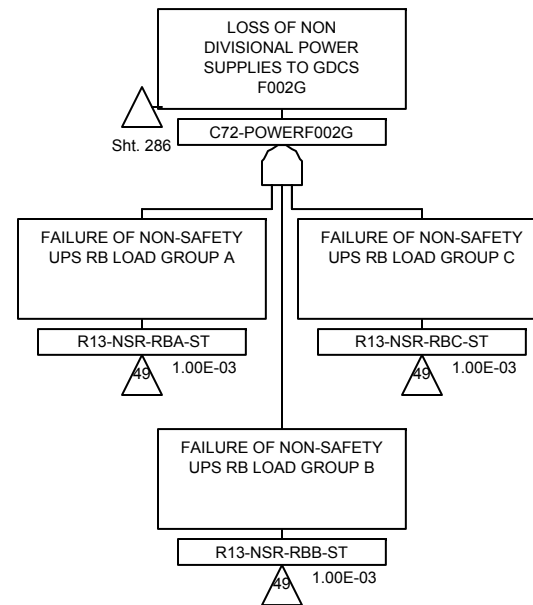 LOSS OF NON
DIVISIONAL POWER
SUPPLIES TO GDCS
F002G
Sht. 286
C72-POWERF002G
FAILURE OF NON-SAFETY
UPS RB LOAD GROUP A
R13-NSR-RBA-ST
49
1.00E-03
FAILURE OF NON-SAFETY
UPS RB LOAD GROUP C
R13-NSR-RBC-ST
49
1.00E-03
FAILURE OF NON-SAFETY
UPS RB LOAD GROUP B
R13-NSR-RBB-ST
49
1.00E-03